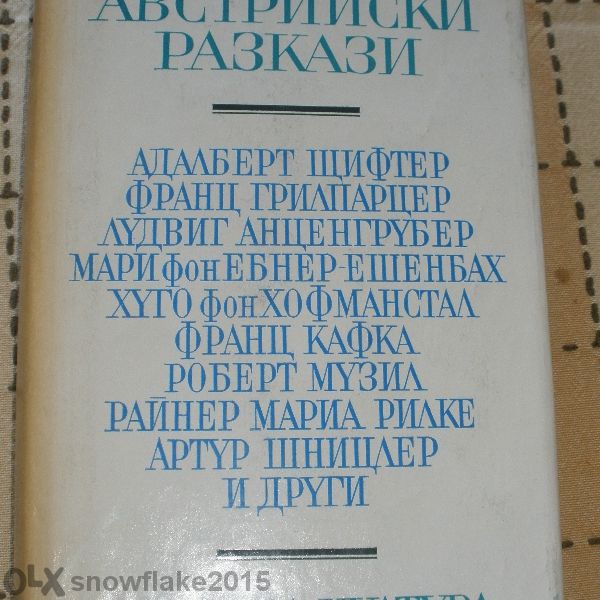 АВСТРИЙСКИ
РАЗКАЗИ
АДАЛБЕРТ ЩИФТЕР
ФРАНЦ ГРИЛПАРЦЕР
ЛУДВИГ АНЦЕНГРУБЕР
МАРИ фон ЕБНЕР-ЕШЕНБАХ
ХУГО фон ХОФМАНСТАЛ
ФРАНЦ КАФКА
РОБЕРТ МУЗИЛ
РАЙНЕР МАРИА РИЛКЕ
АРТУР ШНИЦЛЕР
И ДРУГИ
OLX snowflake2015